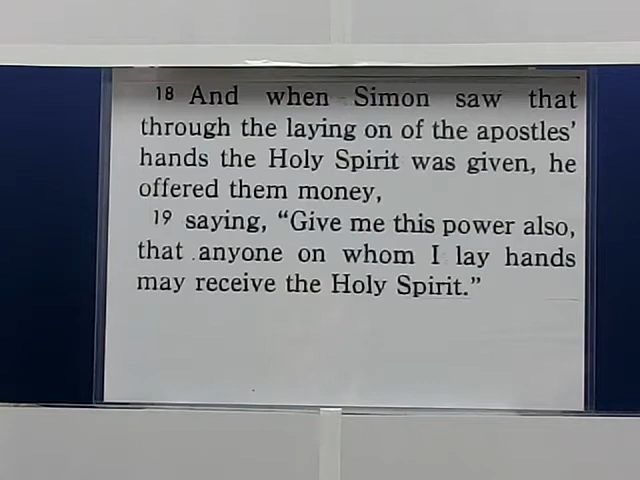 18 And when Simon saw that
through the laying on of the apostles’
hands the Holy Spirit was given, he
offered them money,
19 saying, “Give me this power also,
that anyone on whom I lay hands
may receive the Holy Spirit.”